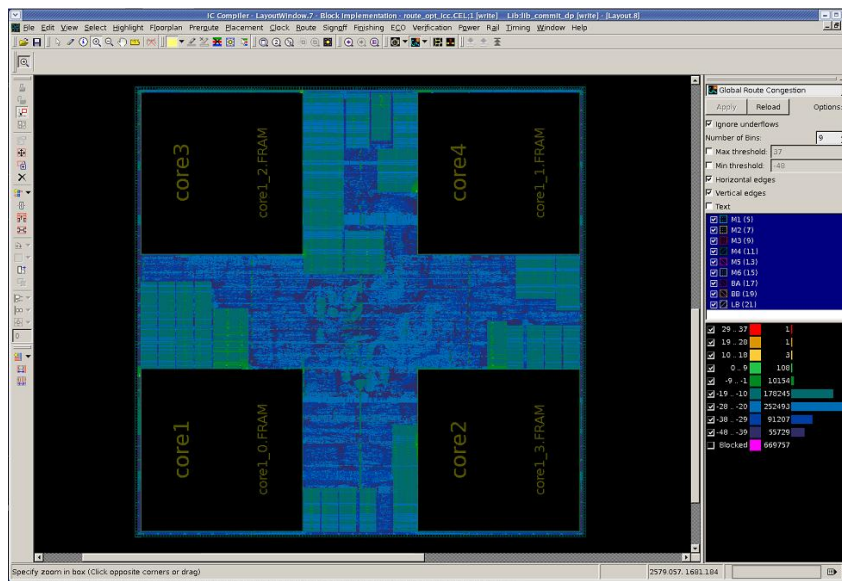 IC Compiler - LayoutWindow.7 - Block Implementation - route_opt_icc.CEL;1 [write]   Lib:lib_commit_dp [write] - [Layout.8]
File Edit View Select Highlight Floorplan Preroute Placement Clock Route Signoff Finishing ECO Verification Power Rail Timing Window Help
Global Route Congestion
Apply Reload Options:
Ignore underflows
Number of Bins: 9
Max threshold: 37
Min threshold: -48
Horizontal edges
Vertical edges
Text
M1 (5)
M2 (7)
M3 (9)
M4 (11)
M5 (13)
M6 (15)
BA (17)
BB (19)
LB (21)
29 .. 37 1
19 .. 28 1
10 .. 18 3
0 .. 9 108
-9 .. -1 10154
-19 .. -10 178245
-28 .. -20 252493
-38 .. -29 91207
-48 .. -39 55729
Blocked 669757
core3
core1_2.FRAM
core4
core1_1.FRAM
core1
core1_0.FRAM
core2
core1_3.FRAM
0
Specify zoom in box (Click opposite corners or drag)
2579.057, 1681.184